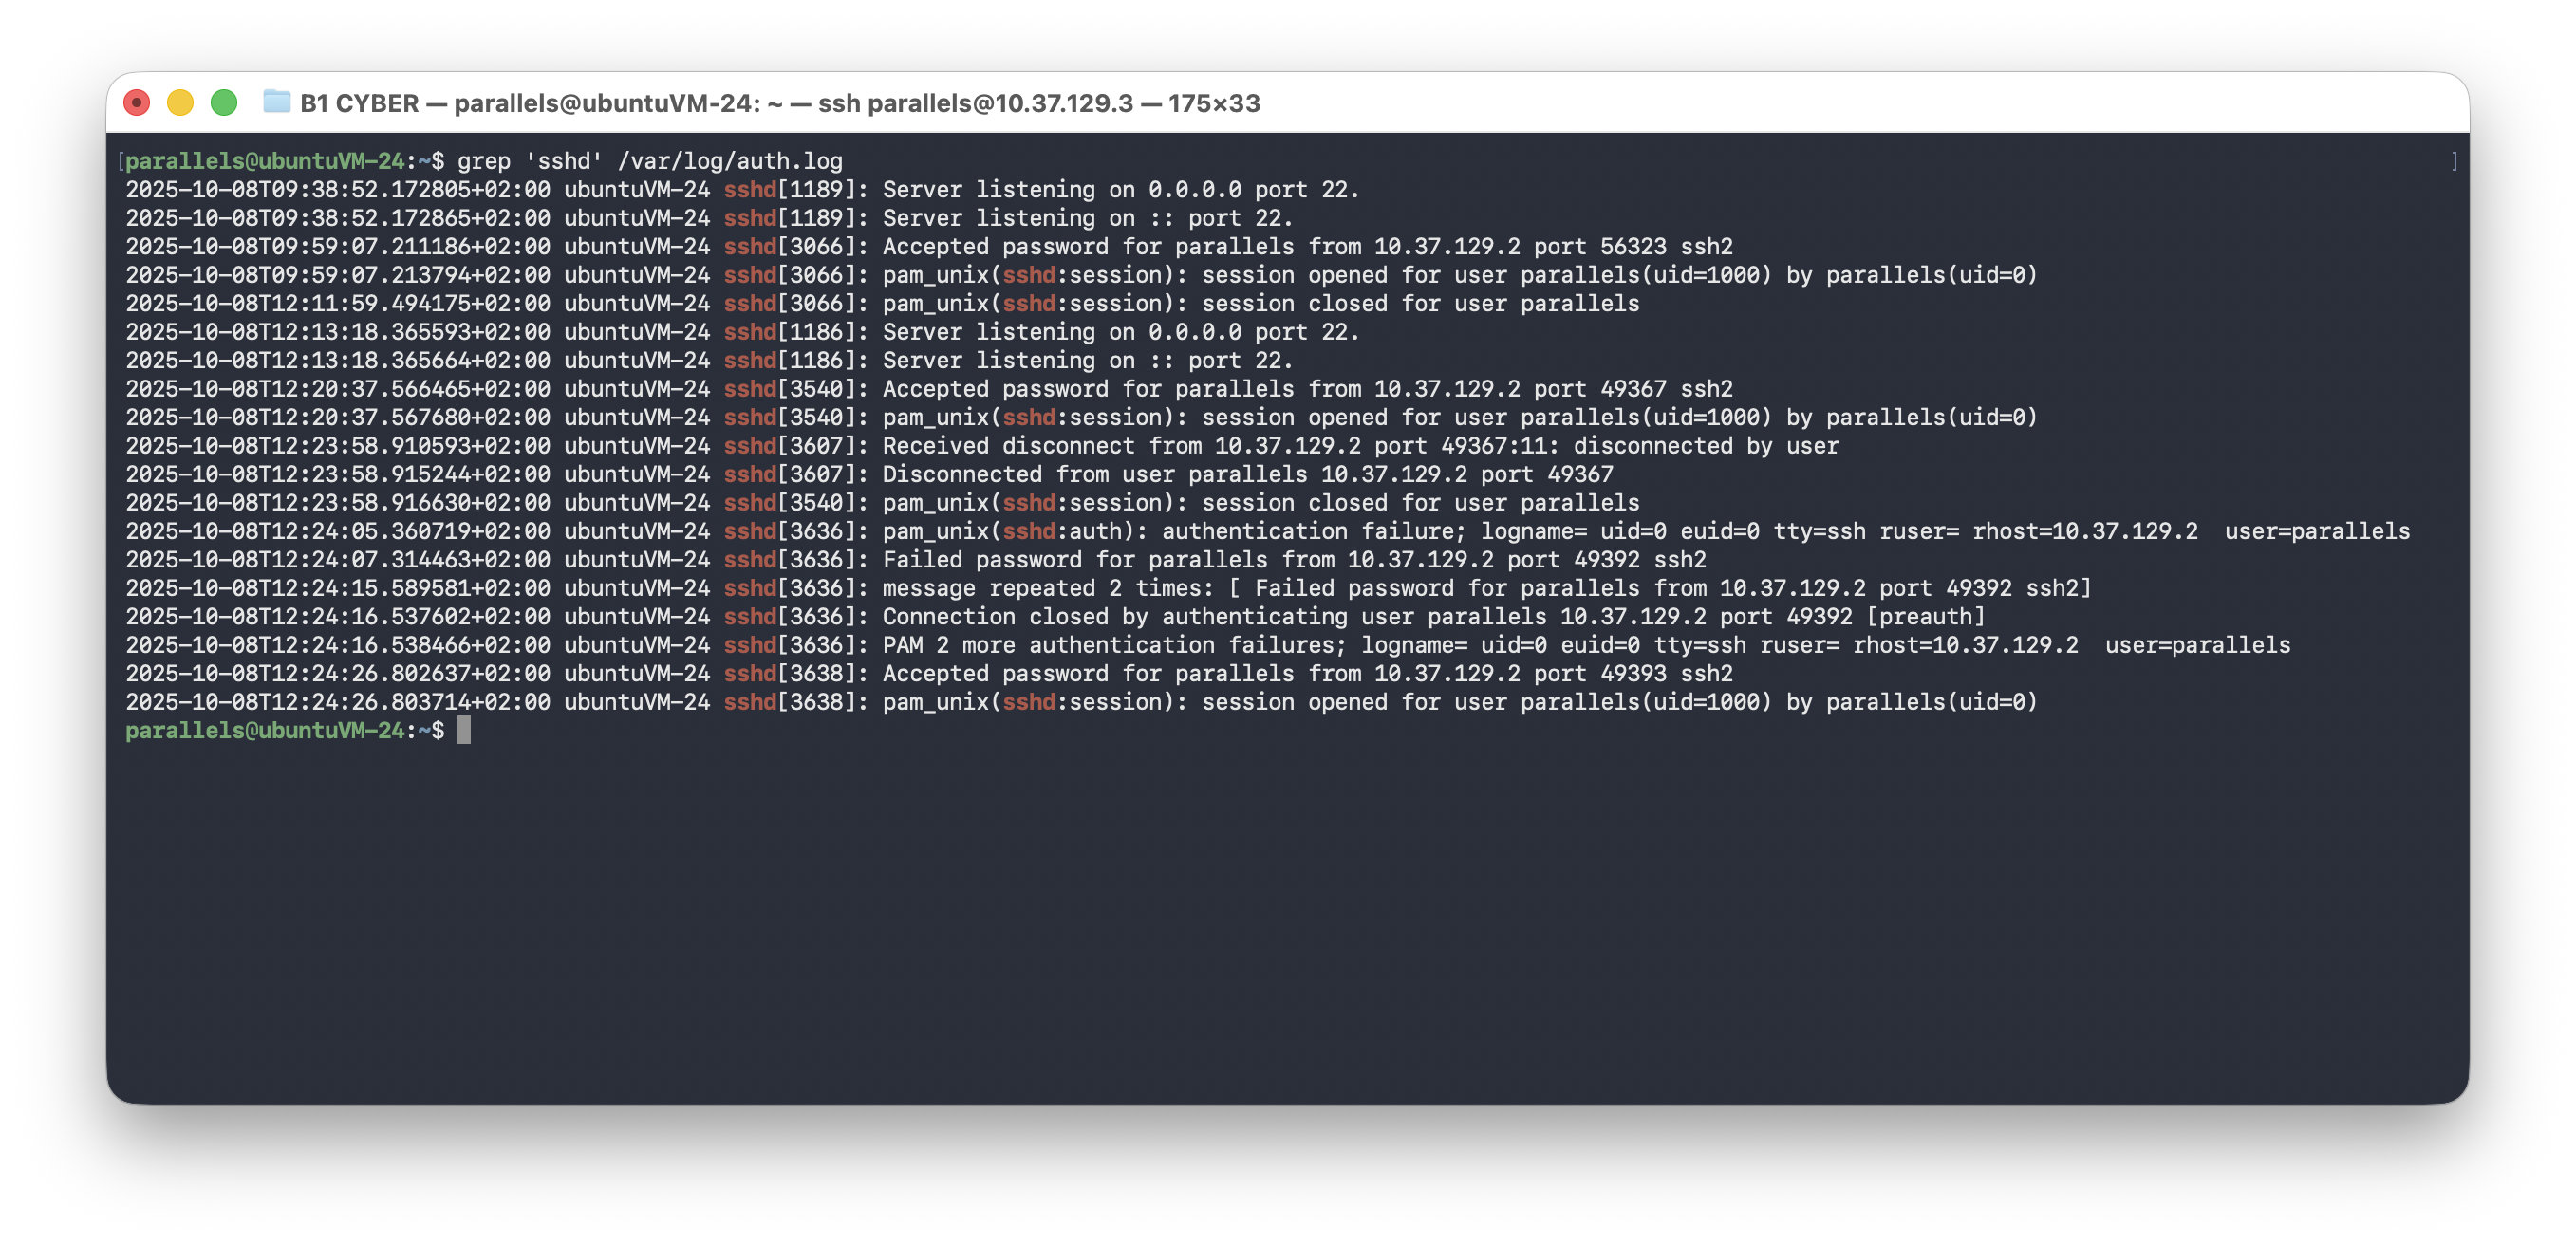 B1 CYBER — parallels@ubuntuVM-24: ~ — ssh parallels@10.37.129.3 — 175×33
[parallels@ubuntuVM-24:~$ grep 'sshd' /var/log/auth.log ]
2025-10-08T09:38:52.172805+02:00 ubuntuVM-24 sshd[1189]: Server listening on 0.0.0.0 port 22.
2025-10-08T09:38:52.172865+02:00 ubuntuVM-24 sshd[1189]: Server listening on :: port 22.
2025-10-08T09:59:07.211186+02:00 ubuntuVM-24 sshd[3066]: Accepted password for parallels from 10.37.129.2 port 56323 ssh2
2025-10-08T09:59:07.213794+02:00 ubuntuVM-24 sshd[3066]: pam_unix(sshd:session): session opened for user parallels(uid=1000) by parallels(uid=0)
2025-10-08T12:11:59.494175+02:00 ubuntuVM-24 sshd[3066]: pam_unix(sshd:session): session closed for user parallels
2025-10-08T12:13:18.365593+02:00 ubuntuVM-24 sshd[1186]: Server listening on 0.0.0.0 port 22.
2025-10-08T12:13:18.365664+02:00 ubuntuVM-24 sshd[1186]: Server listening on :: port 22.
2025-10-08T12:20:37.566465+02:00 ubuntuVM-24 sshd[3540]: Accepted password for parallels from 10.37.129.2 port 49367 ssh2
2025-10-08T12:20:37.567680+02:00 ubuntuVM-24 sshd[3540]: pam_unix(sshd:session): session opened for user parallels(uid=1000) by parallels(uid=0)
2025-10-08T12:23:58.910593+02:00 ubuntuVM-24 sshd[3607]: Received disconnect from 10.37.129.2 port 49367:11: disconnected by user
2025-10-08T12:23:58.915244+02:00 ubuntuVM-24 sshd[3607]: Disconnected from user parallels 10.37.129.2 port 49367
2025-10-08T12:23:58.916630+02:00 ubuntuVM-24 sshd[3540]: pam_unix(sshd:session): session closed for user parallels
2025-10-08T12:24:05.360719+02:00 ubuntuVM-24 sshd[3636]: pam_unix(sshd:auth): authentication failure; logname= uid=0 euid=0 tty=ssh ruser= rhost=10.37.129.2  user=parallels
2025-10-08T12:24:07.314463+02:00 ubuntuVM-24 sshd[3636]: Failed password for parallels from 10.37.129.2 port 49392 ssh2
2025-10-08T12:24:15.589581+02:00 ubuntuVM-24 sshd[3636]: message repeated 2 times: [ Failed password for parallels from 10.37.129.2 port 49392 ssh2]
2025-10-08T12:24:16.537602+02:00 ubuntuVM-24 sshd[3636]: Connection closed by authenticating user parallels 10.37.129.2 port 49392 [preauth]
2025-10-08T12:24:16.538466+02:00 ubuntuVM-24 sshd[3636]: PAM 2 more authentication failures; logname= uid=0 euid=0 tty=ssh ruser= rhost=10.37.129.2  user=parallels
2025-10-08T12:24:26.802637+02:00 ubuntuVM-24 sshd[3638]: Accepted password for parallels from 10.37.129.2 port 49393 ssh2
2025-10-08T12:24:26.803714+02:00 ubuntuVM-24 sshd[3638]: pam_unix(sshd:session): session opened for user parallels(uid=1000) by parallels(uid=0)
parallels@ubuntuVM-24:~$